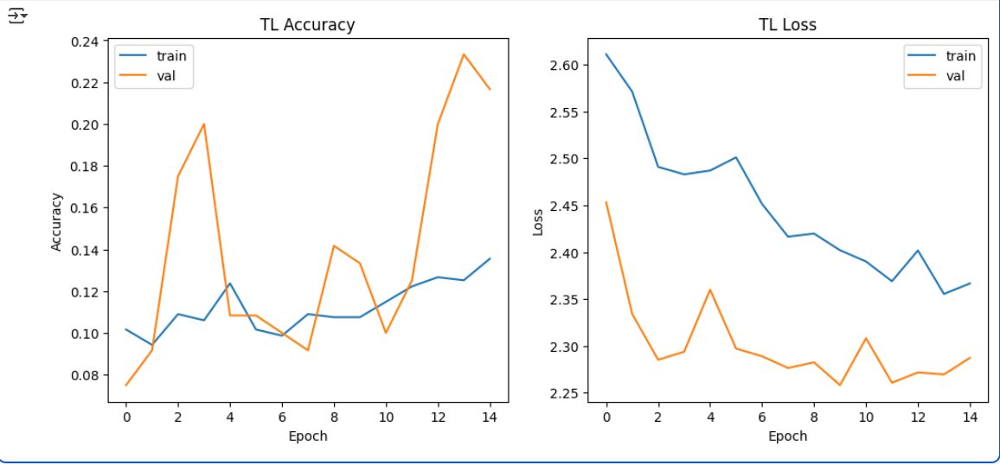 TL Accuracy
train
val
0.24
0.22
0.20
0.18
0.16
0.14
0.12
0.10
0.08
Accuracy
0 2 4 6 8 10 12 14
Epoch
TL Loss
train
val
2.60
2.55
2.50
2.45
2.40
2.35
2.30
2.25
Loss
0 2 4 6 8 10 12 14
Epoch